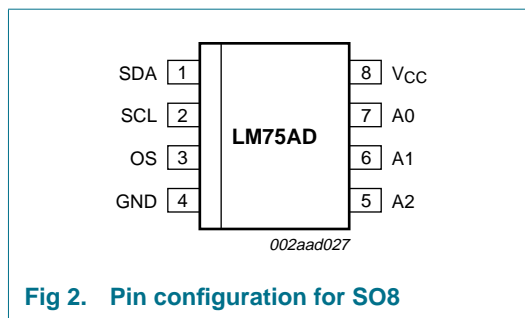 SDA 1 8 VCC
SCL 2 7 A0
LM75AD
OS 3 6 A1
GND 4 5 A2
002aad027
Fig 2. Pin configuration for SO8